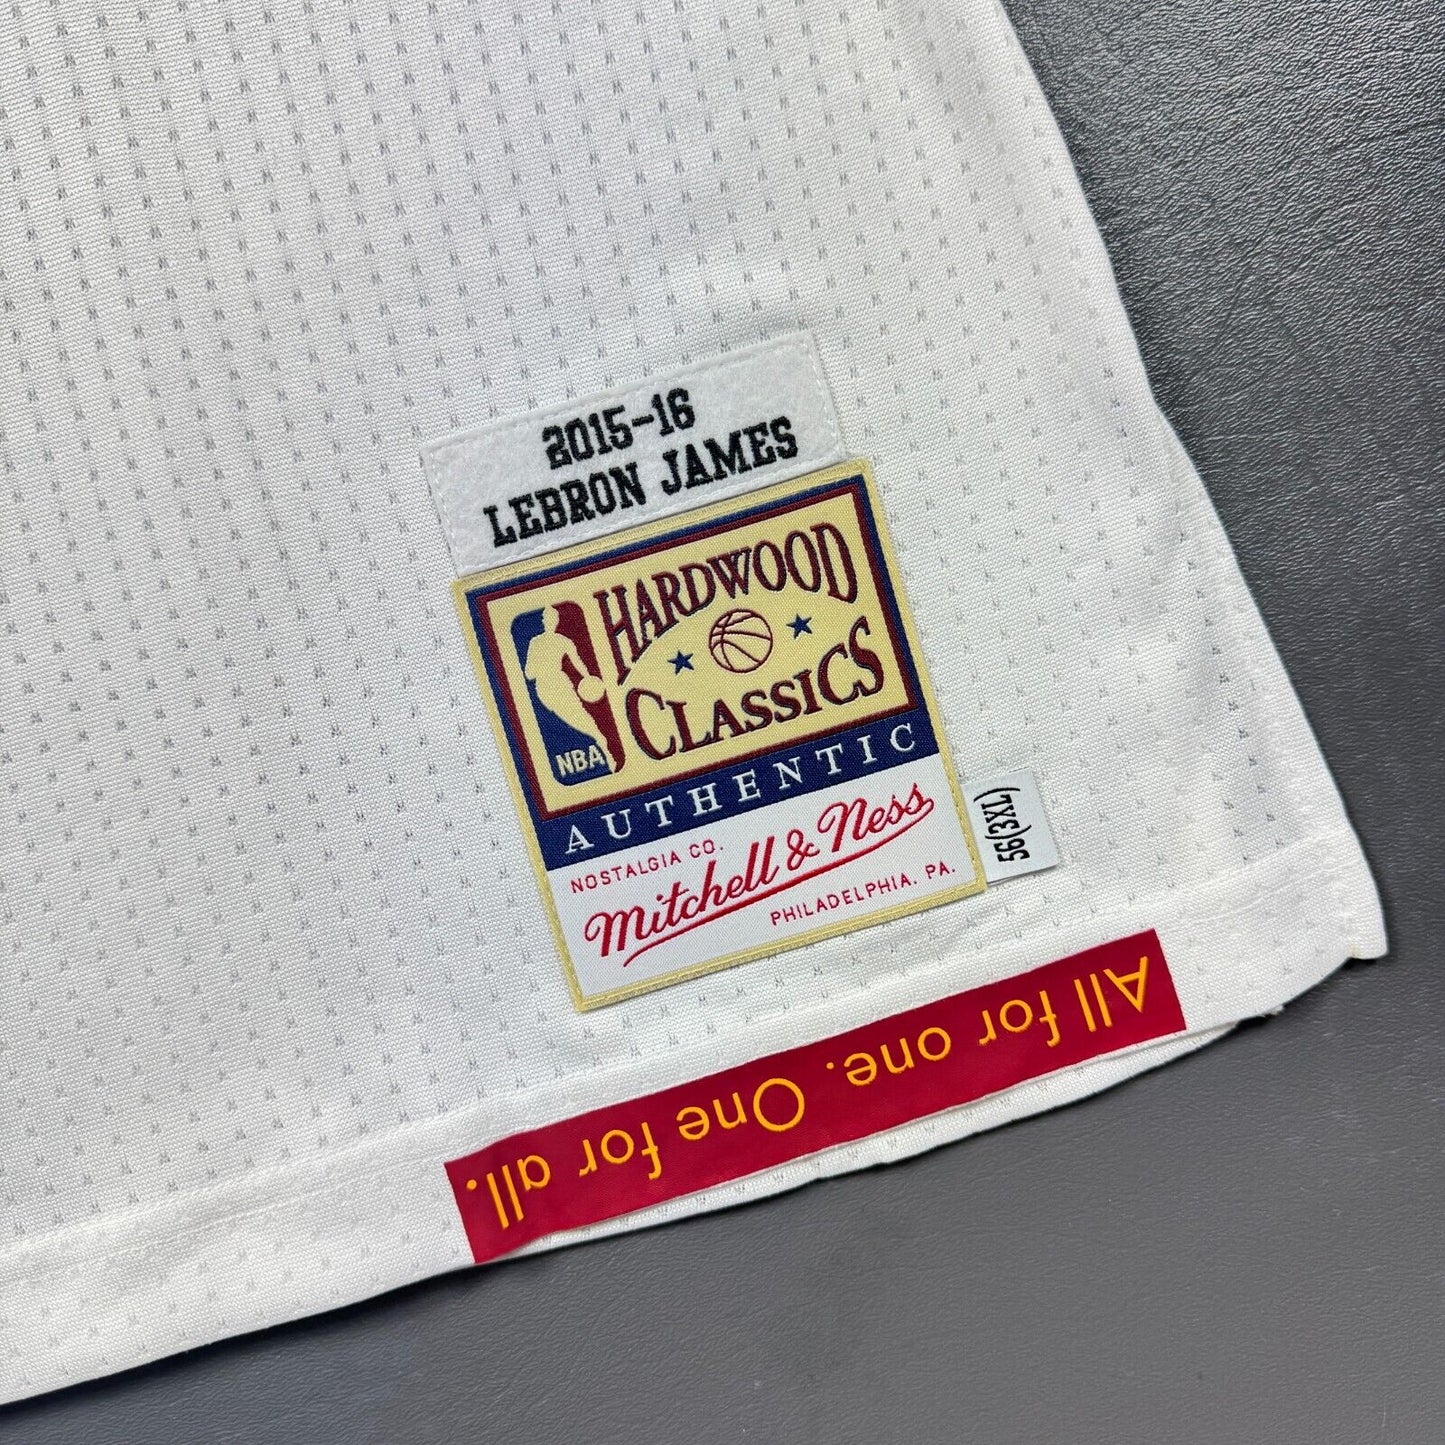 2015-16
LEBRON JAMES
HARDWOOD
CLASSICS
NBA
AUTHENTIC
NOSTALGIA CO.
Mitchell & Ness
PHILADELPHIA, PA.
56(3XL)
All for one. One for all.